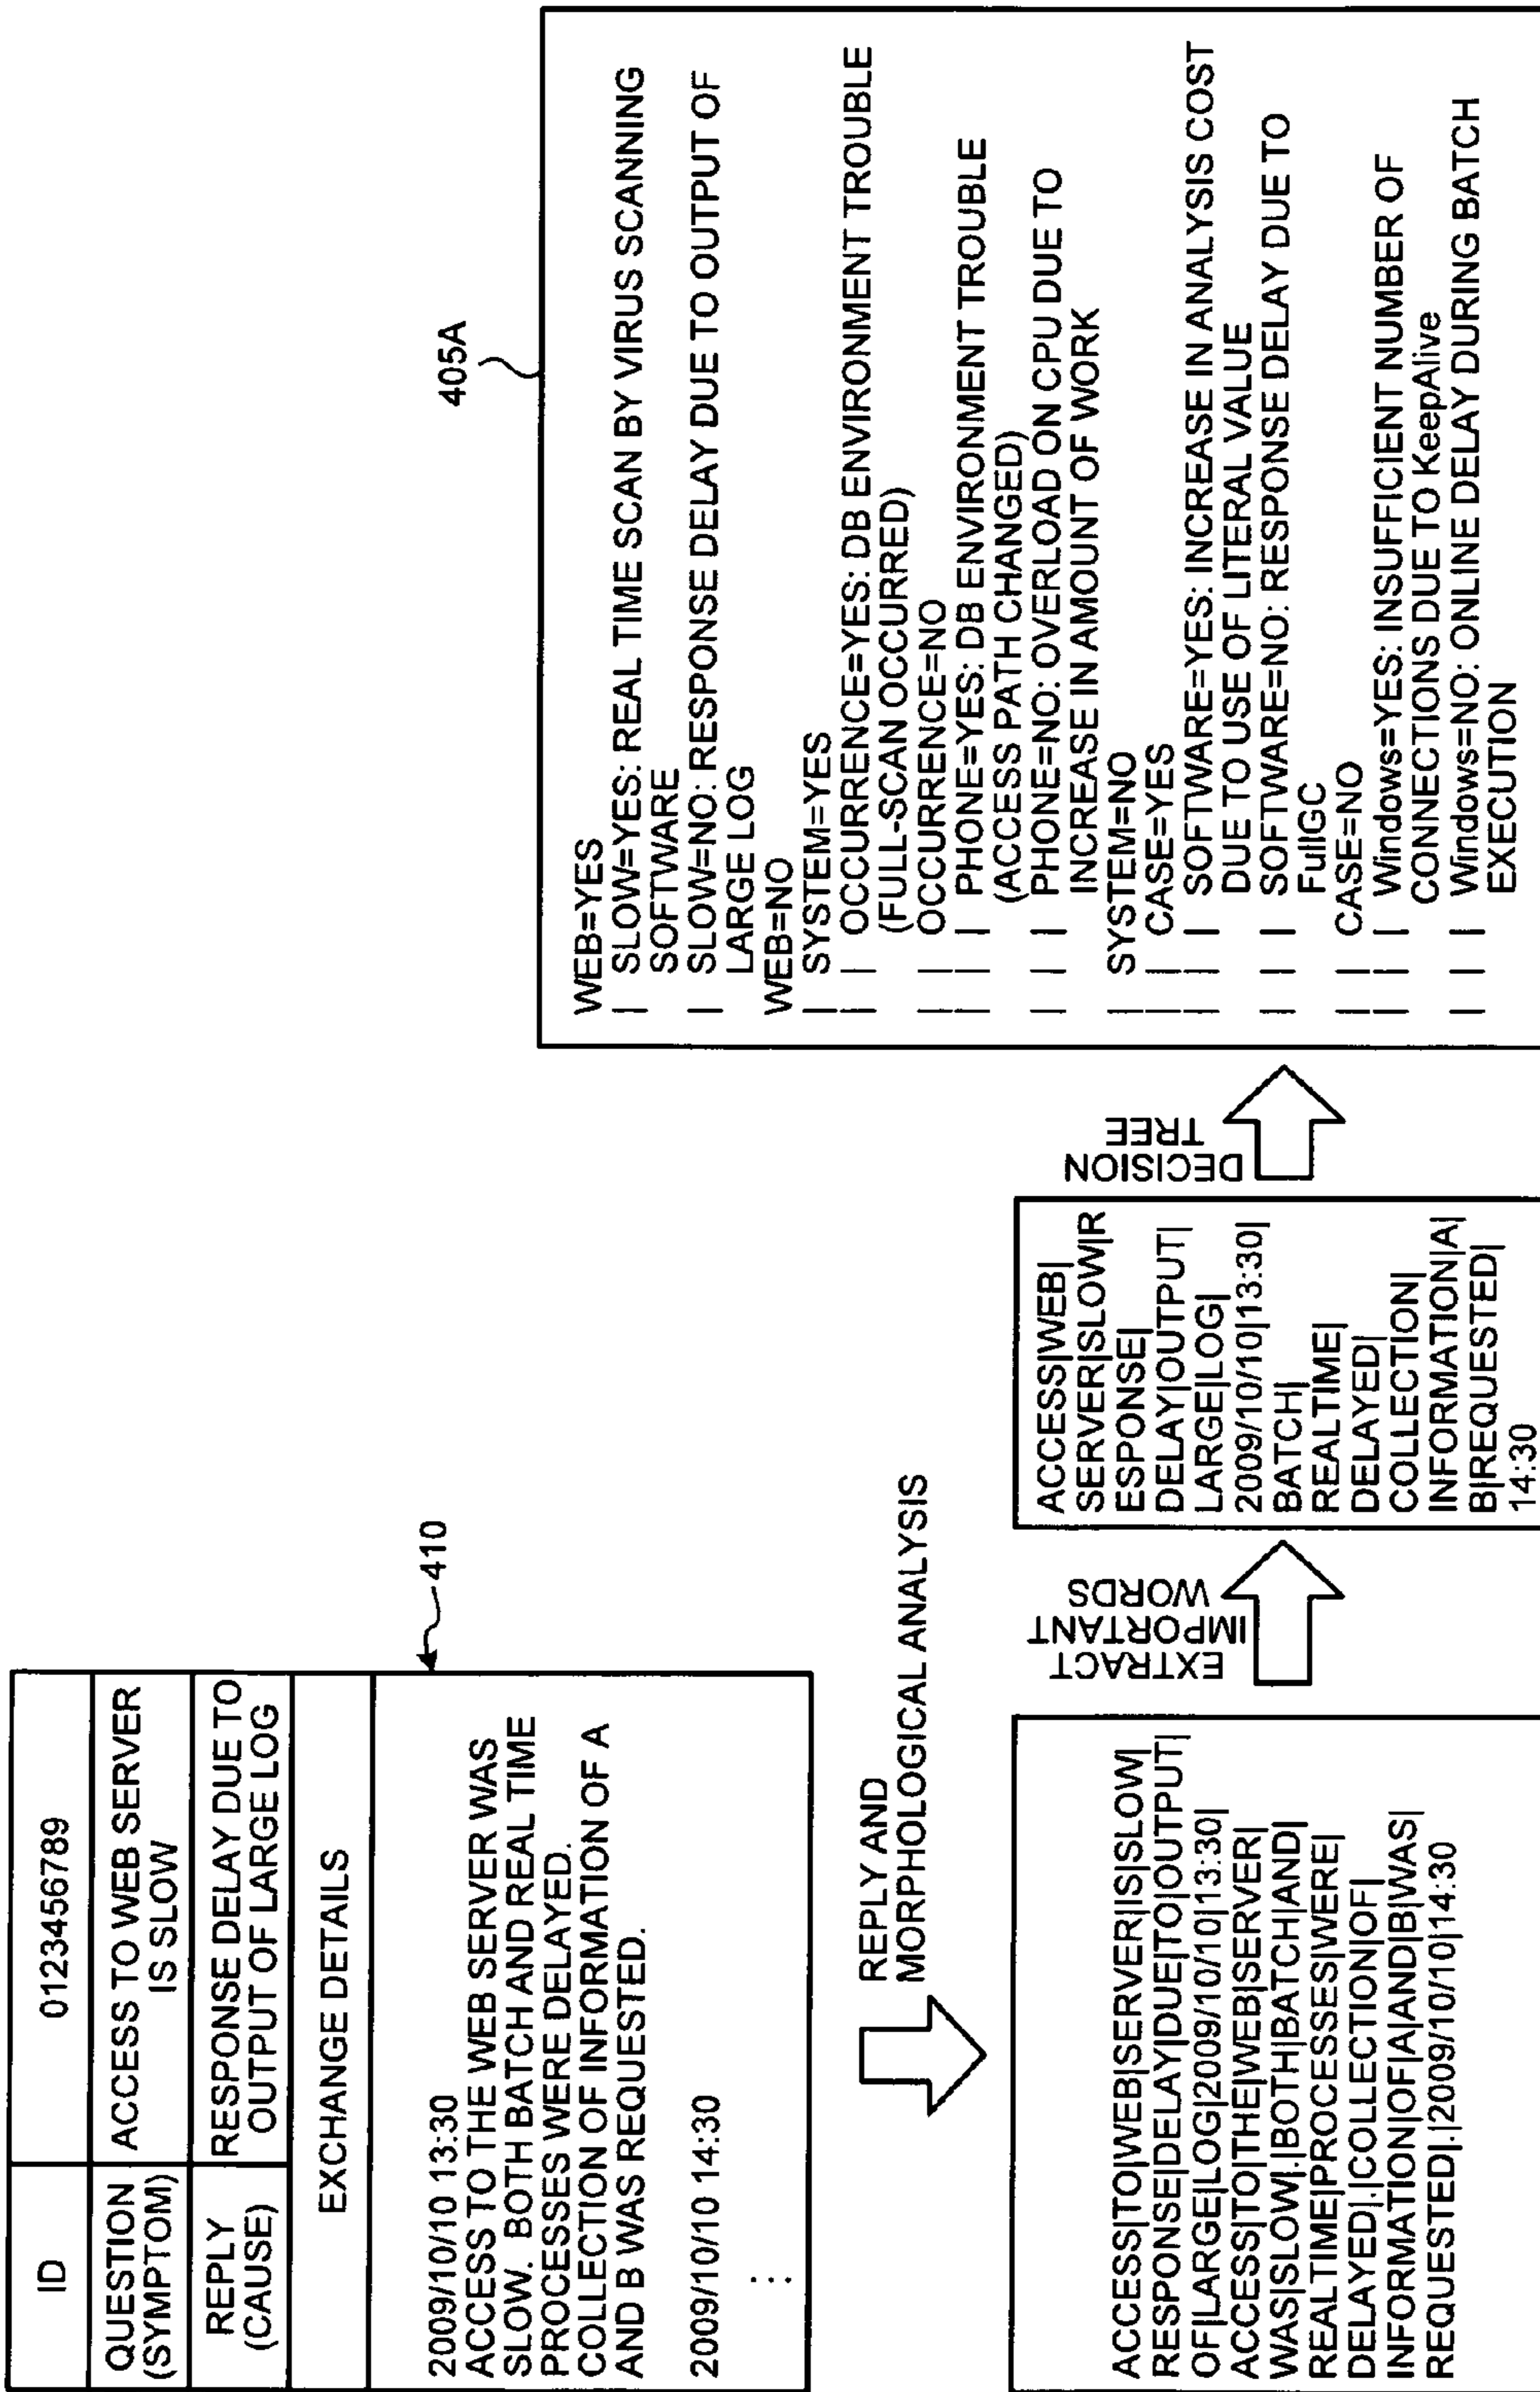 ID
0123456789
QUESTION
(SYMPTOM)
ACCESS TO WEB SERVER
IS SLOW
REPLY
(CAUSE)
RESPONSE DELAY DUE TO
OUTPUT OF LARGE LOG
EXCHANGE DETAILS
2009/10/10 13:30
ACCESS TO THE WEB SERVER WAS
SLOW. BOTH BATCH AND REAL TIME
PROCESSES WERE DELAYED.
COLLECTION OF INFORMATION OF A
AND B WAS REQUESTED.
2009/10/10 14:30
⋮
410
REPLY AND
MORPHOLOGICAL ANALYSIS
ACCESS|TO|WEB|SERVER|IS|SLOW|
RESPONSE|DELAY|DUE|TO|OUTPUT|
OF|LARGE|LOG|2009/10/10|13:30|
ACCESS|TO|THE|WEB|SERVER|
WAS|SLOW|.|BOTH|BATCH|AND|
REALTIME|PROCESSES|WERE|
DELAYED|.|COLLECTION|OF|
INFORMATION|OF|A|AND|B|WAS|
REQUESTED|.|2009/10/10|14:30
EXTRACT
IMPORTANT
WORDS
ACCESS|WEB|
SERVER|SLOW|R
ESPONSE|
DELAY|OUTPUT|
LARGE|LOG|
2009/10/10|13:30|
BATCH|
REALTIME|
DELAYED|
COLLECTION|
INFORMATION|A|
B|REQUESTED|
14:30
DECISION
TREE
405A
WEB=YES
| SLOW=YES: REAL TIME SCAN BY VIRUS SCANNING
SOFTWARE
| SLOW=NO: RESPONSE DELAY DUE TO OUTPUT OF
LARGE LOG
WEB=NO
| SYSTEM=YES
| | OCCURRENCE=YES: DB ENVIRONMENT TROUBLE
(FULL-SCAN OCCURRED)
| | OCCURRENCE=NO
| | | PHONE=YES: DB ENVIRONMENT TROUBLE
(ACCESS PATH CHANGED)
| | | PHONE=NO: OVERLOAD ON CPU DUE TO
INCREASE IN AMOUNT OF WORK
| SYSTEM=NO
| | CASE=YES
| | | SOFTWARE=YES: INCREASE IN ANALYSIS COST
DUE TO USE OF LITERAL VALUE
| | | SOFTWARE=NO: RESPONSE DELAY DUE TO
FullGC
| | CASE=NO
| | | Windows=YES: INSUFFICIENT NUMBER OF
CONNECTIONS DUE TO KeepAlive
| | | Windows=NO: ONLINE DELAY DURING BATCH
EXECUTION